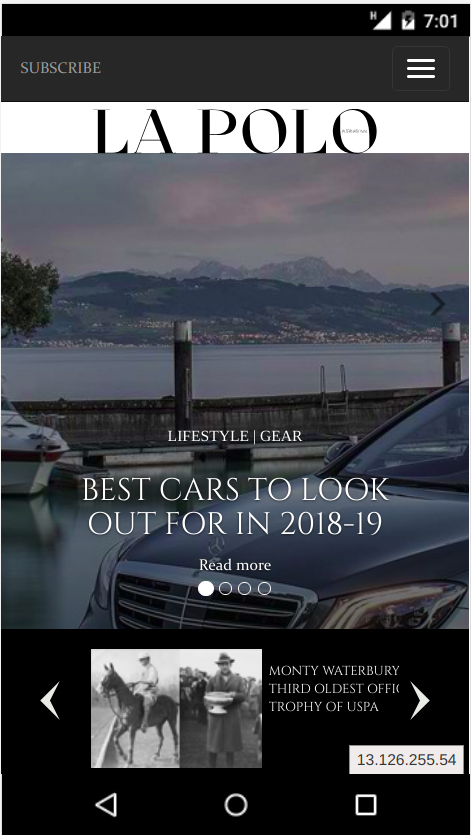 H
7:01
SUBSCRIBE
LA POLO
LIFESTYLE | GEAR
BEST CARS TO LOOK
OUT FOR IN 2018-19
Read more
MONTY WATERBURY
THIRD OLDEST OFFIC
TROPHY OF USPA
13.126.255.54